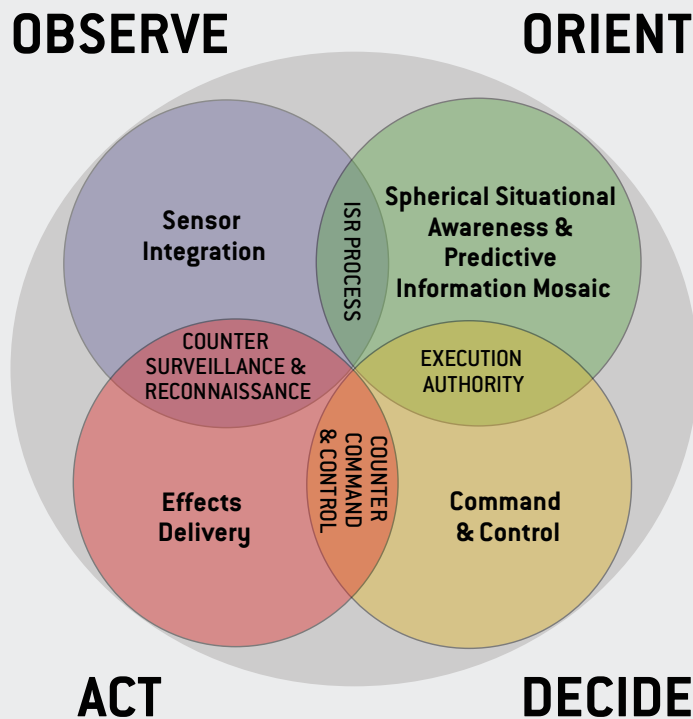 OBSERVE
ORIENT
Sensor
Integration
ISR PROCESS
Spherical Situational
Awareness &
Predictive
Information Mosaic
COUNTER
SURVEILLANCE &
RECONNAISSANCE
EXECUTION
AUTHORITY
Effects
Delivery
COUNTER
COMMAND
& CONTROL
Command
& Control
ACT
DECIDE